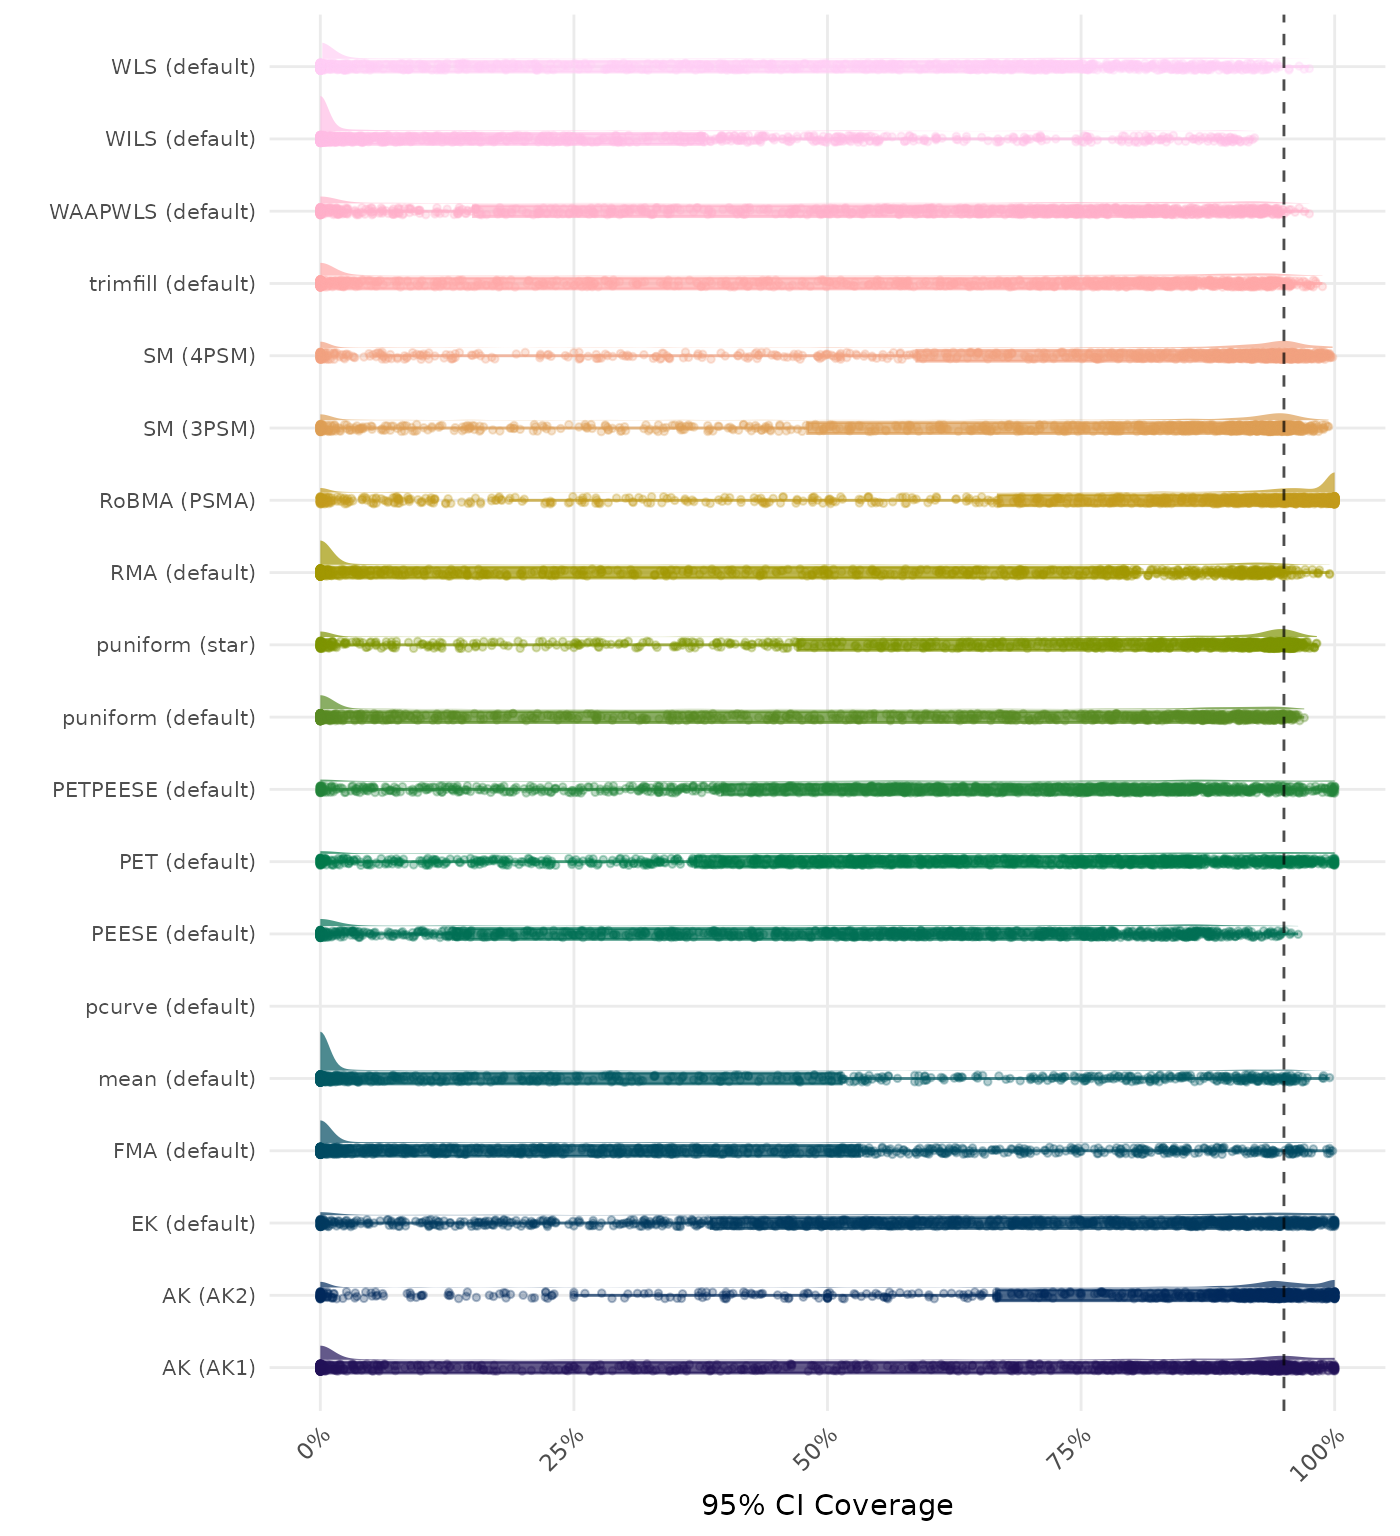 WLS (default)
WILS (default)
WAAPWLS (default)
trimfill (default)
SM (4PSM)
SM (3PSM)
RoBMA (PSMA)
RMA (default)
puniform (star)
puniform (default)
PETPEESE (default)
PET (default)
PEESE (default)
pcurve (default)
mean (default)
FMA (default)
EK (default)
AK (AK2)
AK (AK1)
0% 25% 50% 75% 100%
95% CI Coverage